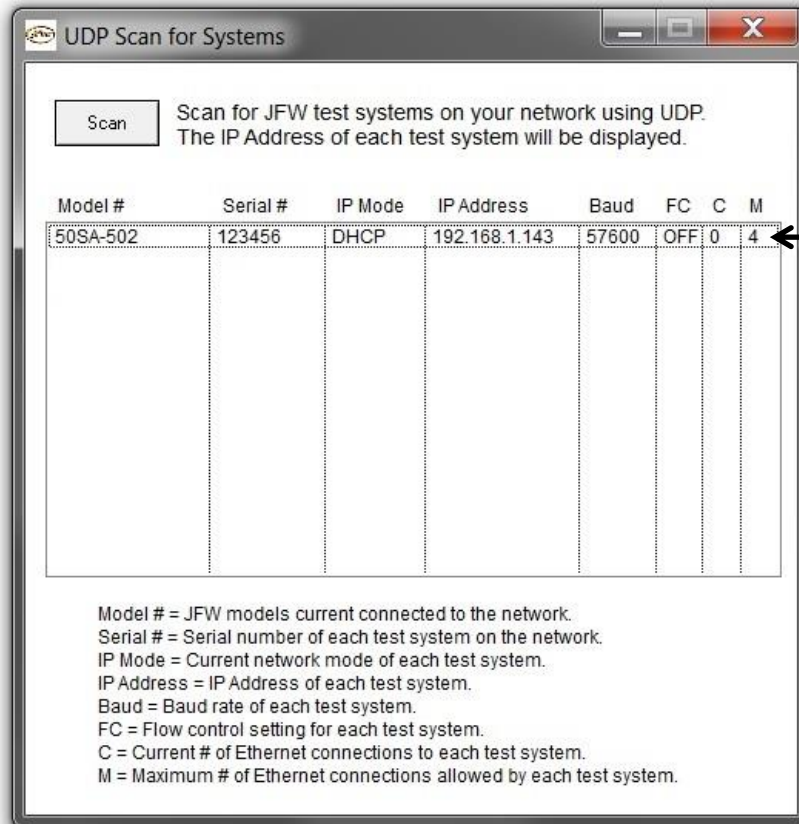 UDP Scan for Systems
Scan
Scan for JFW test systems on your network using UDP.
The IP Address of each test system will be displayed.
Model # Serial # IP Mode IP Address Baud FC C M
50SA-502 123456 DHCP 192.168.1.143 57600 OFF 0 4
Model # = JFW models current connected to the network.
Serial # = Serial number of each test system on the network.
IP Mode = Current network mode of each test system.
IP Address = IP Address of each test system.
Baud = Baud rate of each test system.
FC = Flow control setting for each test system.
C = Current # of Ethernet connections to each test system.
M = Maximum # of Ethernet connections allowed by each test system.